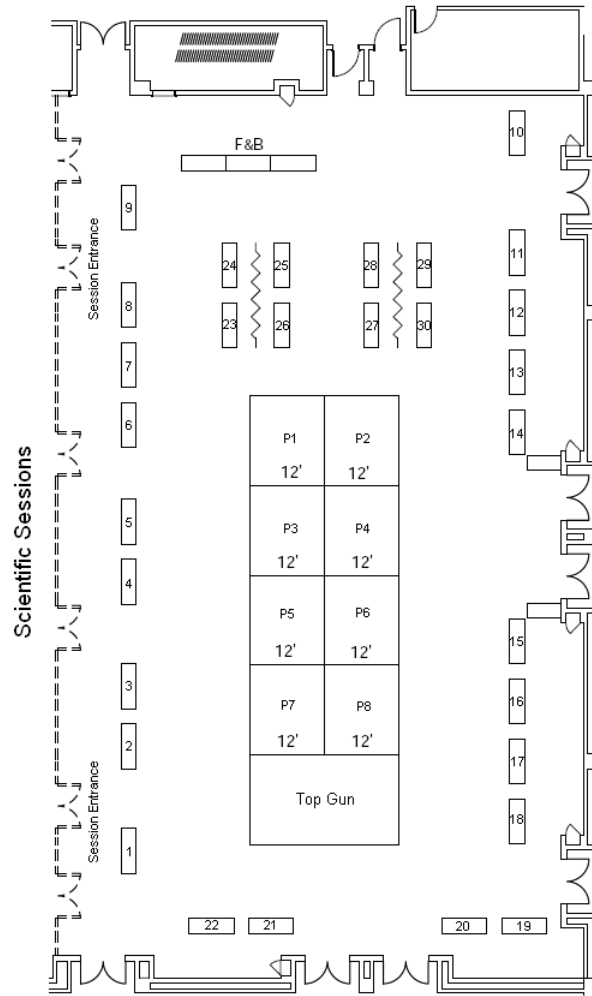 10
F&B
9
Session Entrance
24
25
28
29
11
8
23
26
27
30
12
7
13
6
14
P1
P2
12'
12'
Scientific Sessions
5
P3
P4
12'
12'
4
P5
P6
12'
12'
15
3
16
P7
P8
2
12'
12'
17
Session Entrance
Top Gun
18
1
22
21
20
19